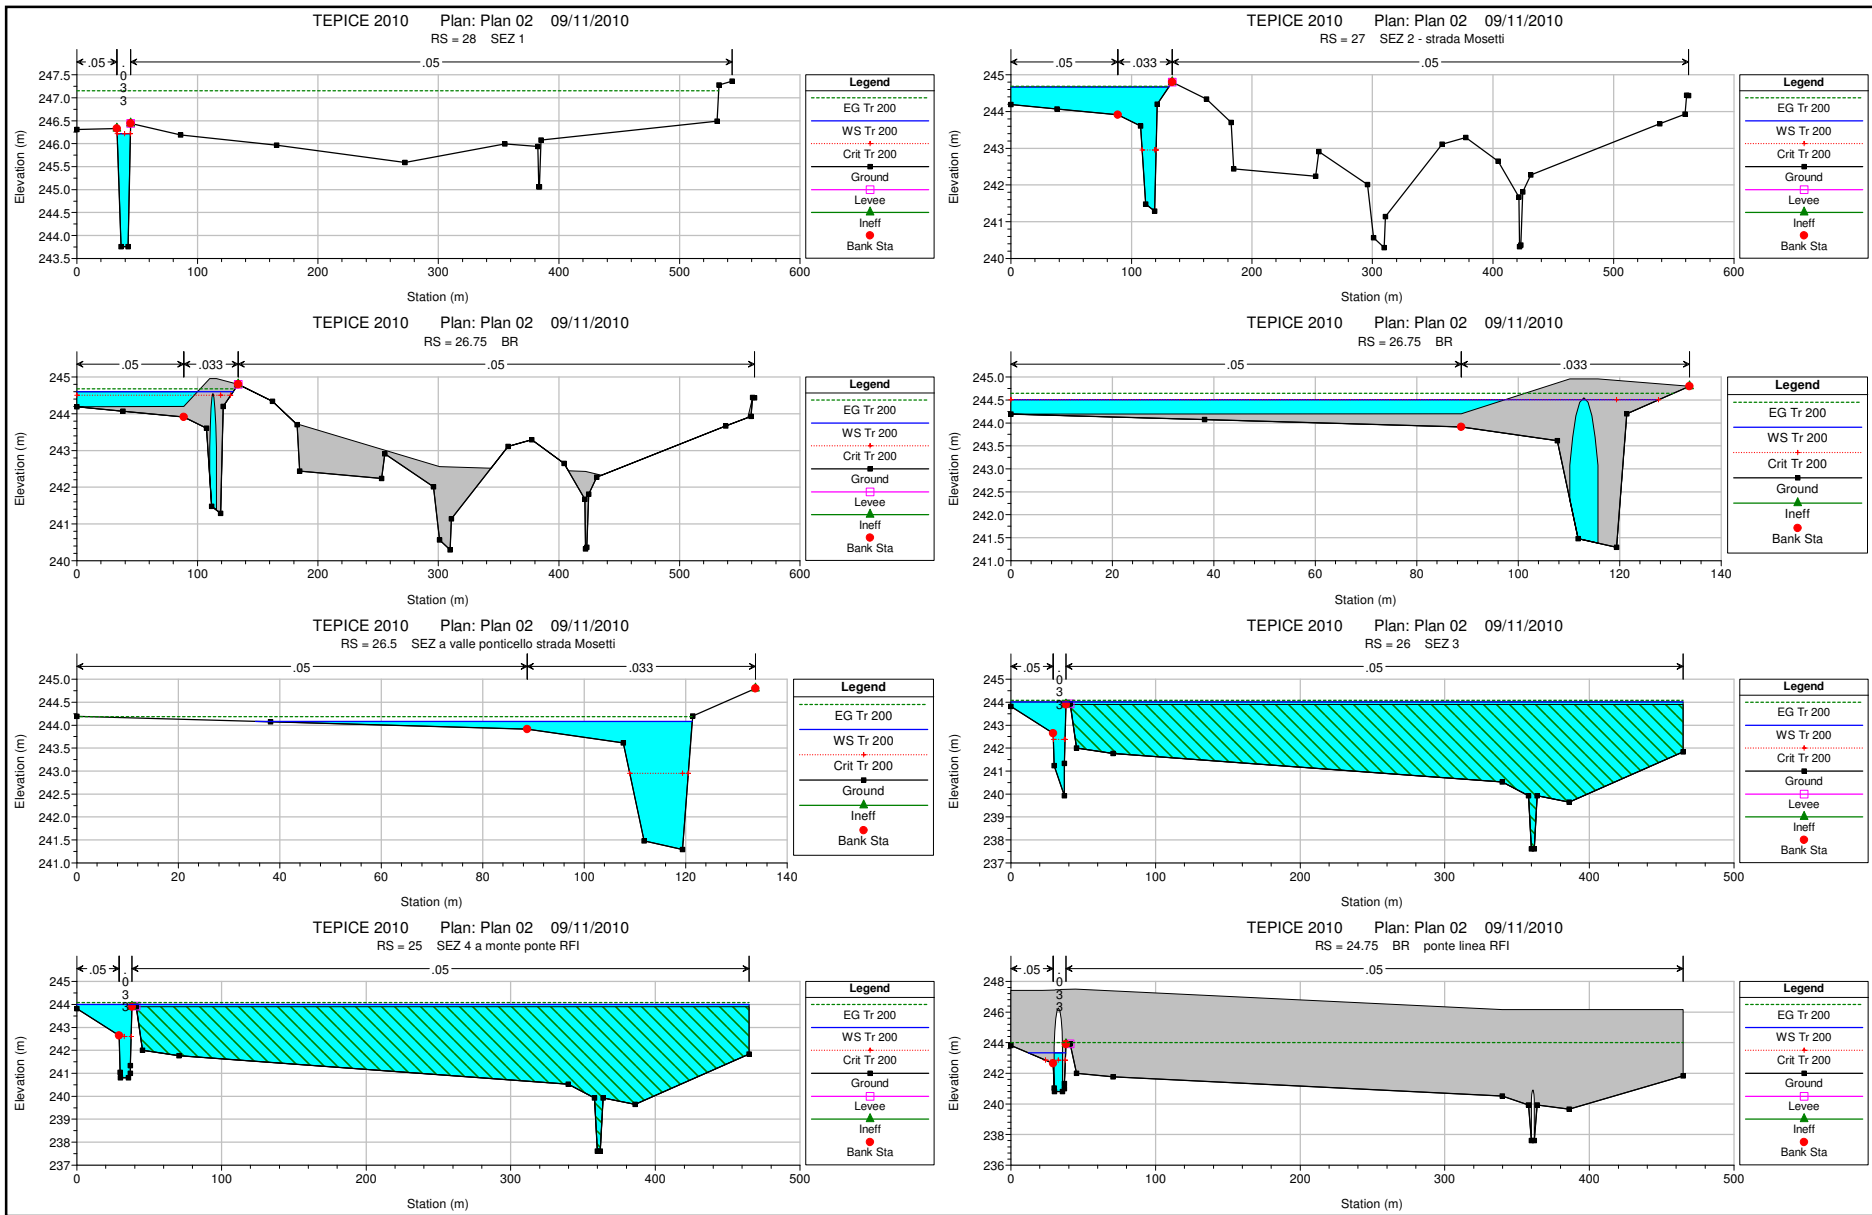 TEPICE 2010 Plan: Plan 02 09/11/2010
RS = 28 SEZ 1
.05 .033 .05
247.5
247.0
246.5
246.0
245.5
245.0
244.5
244.0
243.5
Elevation (m)
0 100 200 300 400 500 600
Station (m)
Legend
EG Tr 200
WS Tr 200
Crit Tr 200
Ground
Levee
Ineff
Bank Sta
TEPICE 2010 Plan: Plan 02 09/11/2010
RS = 27 SEZ 2 - strada Mosetti
.05 .033 .05
245
244
243
242
241
240
Elevation (m)
0 100 200 300 400 500 600
Station (m)
Legend
EG Tr 200
WS Tr 200
Crit Tr 200
Ground
Levee
Ineff
Bank Sta
TEPICE 2010 Plan: Plan 02 09/11/2010
RS = 26.75 BR
.05 .033 .05
245
244
243
242
241
240
Elevation (m)
0 100 200 300 400 500 600
Station (m)
Legend
EG Tr 200
WS Tr 200
Crit Tr 200
Ground
Levee
Ineff
Bank Sta
TEPICE 2010 Plan: Plan 02 09/11/2010
RS = 26.75 BR
.05 .033
245.0
244.5
244.0
243.5
243.0
242.5
242.0
241.5
241.0
Elevation (m)
0 20 40 60 80 100 120 140
Station (m)
Legend
EG Tr 200
WS Tr 200
Crit Tr 200
Ground
Ineff
Bank Sta
TEPICE 2010 Plan: Plan 02 09/11/2010
RS = 26.5 SEZ a valle ponticello strada Mosetti
.05 .033
245.0
244.5
244.0
243.5
243.0
242.5
242.0
241.5
241.0
Elevation (m)
0 20 40 60 80 100 120 140
Station (m)
Legend
EG Tr 200
WS Tr 200
Crit Tr 200
Ground
Ineff
Bank Sta
TEPICE 2010 Plan: Plan 02 09/11/2010
RS = 26 SEZ 3
.05 .033 .05
245
244
243
242
241
240
239
238
237
Elevation (m)
0 100 200 300 400 500
Station (m)
Legend
EG Tr 200
WS Tr 200
Crit Tr 200
Ground
Levee
Ineff
Bank Sta
TEPICE 2010 Plan: Plan 02 09/11/2010
RS = 25 SEZ 4 a monte ponte RFI
.05 .033 .05
245
244
243
242
241
240
239
238
237
Elevation (m)
0 100 200 300 400 500
Station (m)
Legend
EG Tr 200
WS Tr 200
Crit Tr 200
Ground
Levee
Ineff
Bank Sta
TEPICE 2010 Plan: Plan 02 09/11/2010
RS = 24.75 BR ponte linea RFI
.05 .033 .05
248
246
244
242
240
238
236
Elevation (m)
0 100 200 300 400 500
Station (m)
Legend
EG Tr 200
WS Tr 200
Crit Tr 200
Ground
Levee
Ineff
Bank Sta